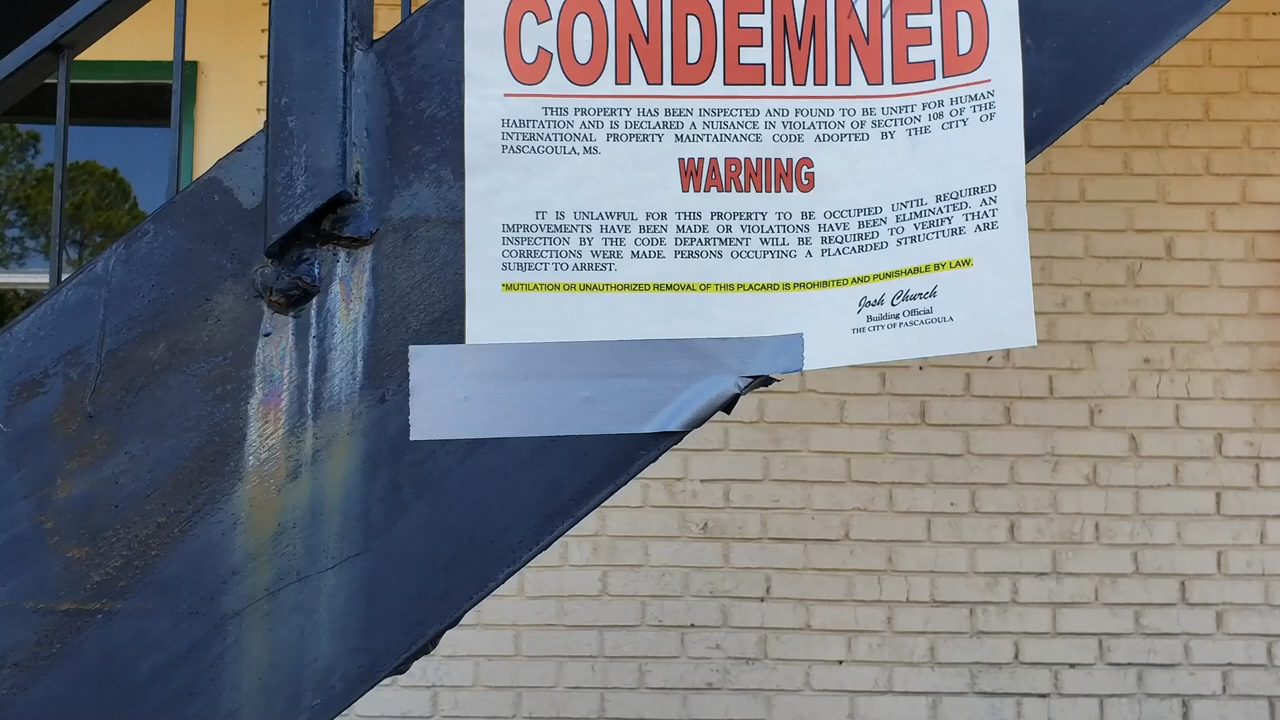 CONDEMNED
THIS PROPERTY HAS BEEN INSPECTED AND FOUND TO BE UNFIT FOR HUMAN
HABITATION AND IS DECLARED A NUISANCE IN VIOLATION OF SECTION 108 OF THE
INTERNATIONAL PROPERTY MAINTAINANCE CODE ADOPTED BY THE CITY OF
PASCAGOULA, MS.
WARNING
IT IS UNLAWFUL FOR THIS PROPERTY TO BE OCCUPIED UNTIL REQUIRED
IMPROVEMENTS HAVE BEEN MADE OR VIOLATIONS HAVE BEEN ELIMINATED. AN
INSPECTION BY THE CODE DEPARTMENT WILL BE REQUIRED TO VERIFY THAT
CORRECTIONS WERE MADE. PERSONS OCCUPYING A PLACARDED STRUCTURE ARE
SUBJECT TO ARREST.
*MUTILATION OR UNAUTHORIZED REMOVAL OF THIS PLACARD IS PROHIBITED AND PUNISHABLE BY LAW.
Josh Church
Building Official
THE CITY OF PASCAGOULA